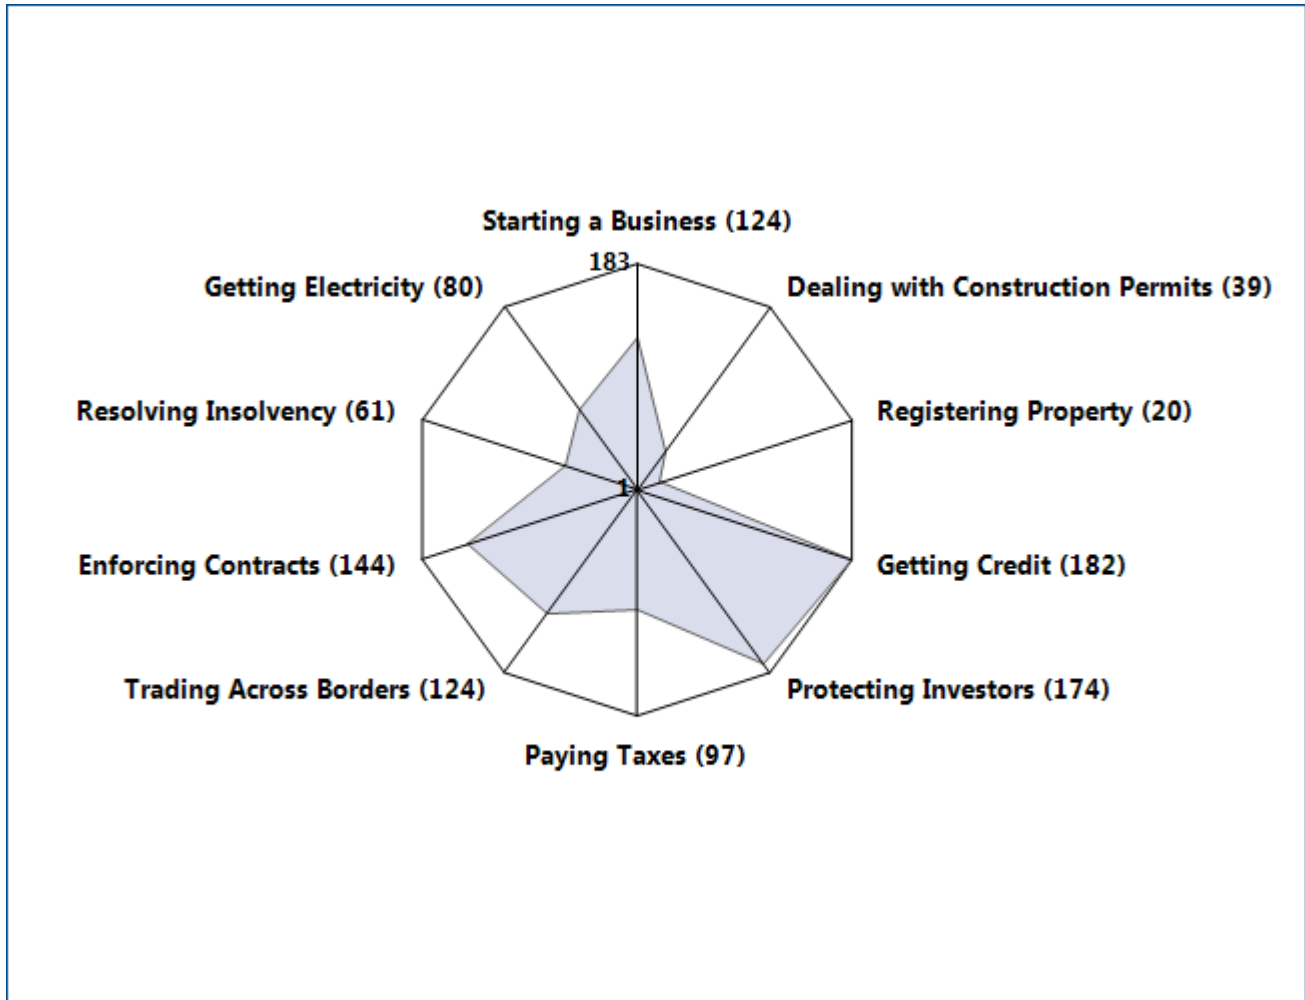 Starting a Business (124)
183
Getting Electricity (80)
Dealing with Construction Permits (39)
Resolving Insolvency (61)
Registering Property (20)
1
Enforcing Contracts (144)
Getting Credit (182)
Trading Across Borders (124)
Protecting Investors (174)
Paying Taxes (97)